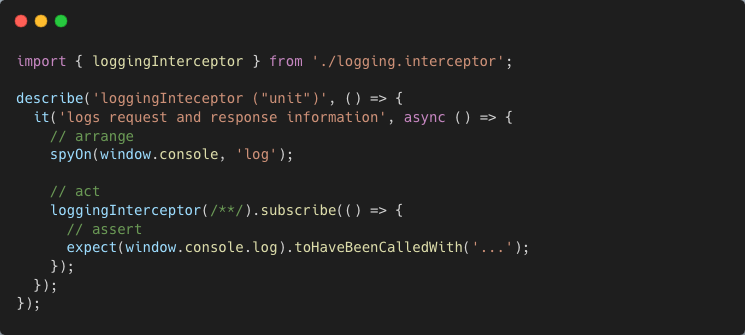 import { loggingInterceptor } from './logging.interceptor';
describe('loggingInteceptor ("unit")', () => {
it('logs request and response information', async () => {
// arrange
spyOn(window.console, 'log');
// act
loggingInterceptor(/**/).subscribe(() => {
// assert
expect(window.console.log).toHaveBeenCalledWith('...');
});
});
});